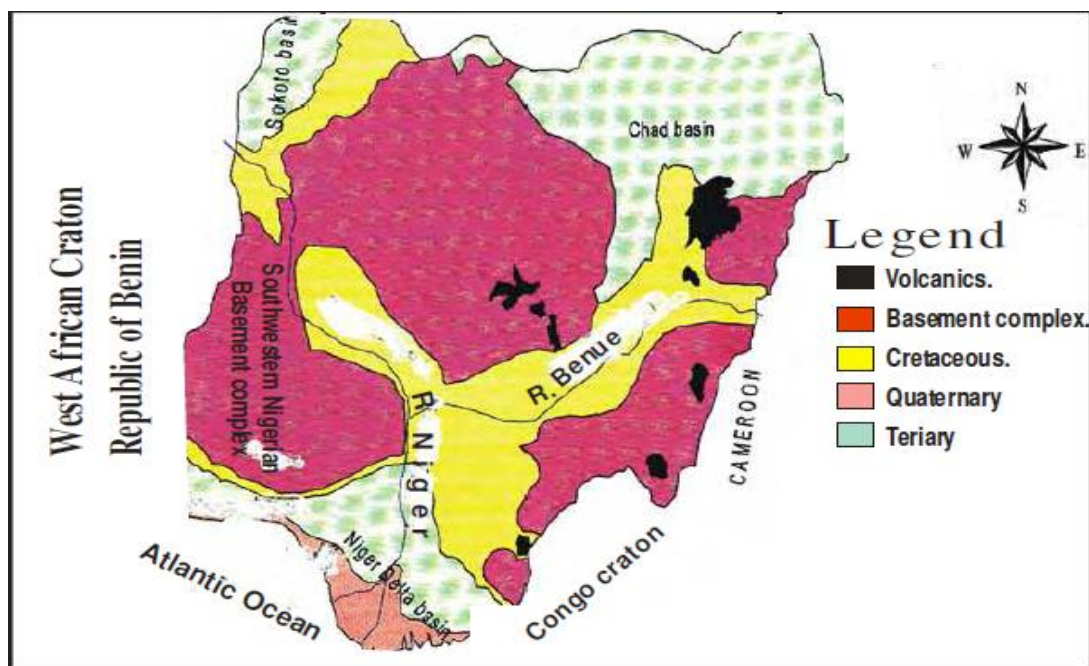 Sokoto basin
Chad basin
N
W
E
S
West African Craton
Republic of Benin
Southwestern Nigerian
Basement complex
R. Niger
R. Benue
CAMEROON
Niger Delta basin
Atlantic Ocean
Congo craton
Legend
Volcanics.
Basement complex.
Cretaceous.
Quaternary
Teriary